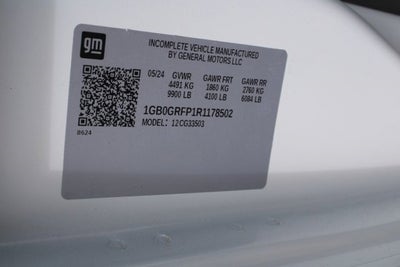 gm
INCOMPLETE VEHICLE MANUFACTURED
BY GENERAL MOTORS LLC
05/24 GVWR GAWR FRT GAWR RR
4491 KG 1860 KG 2760 KG
9900 LB 4100 LB 6084 LB
1GB0GRFP1R1178502
MODEL: 12CG33503
8624